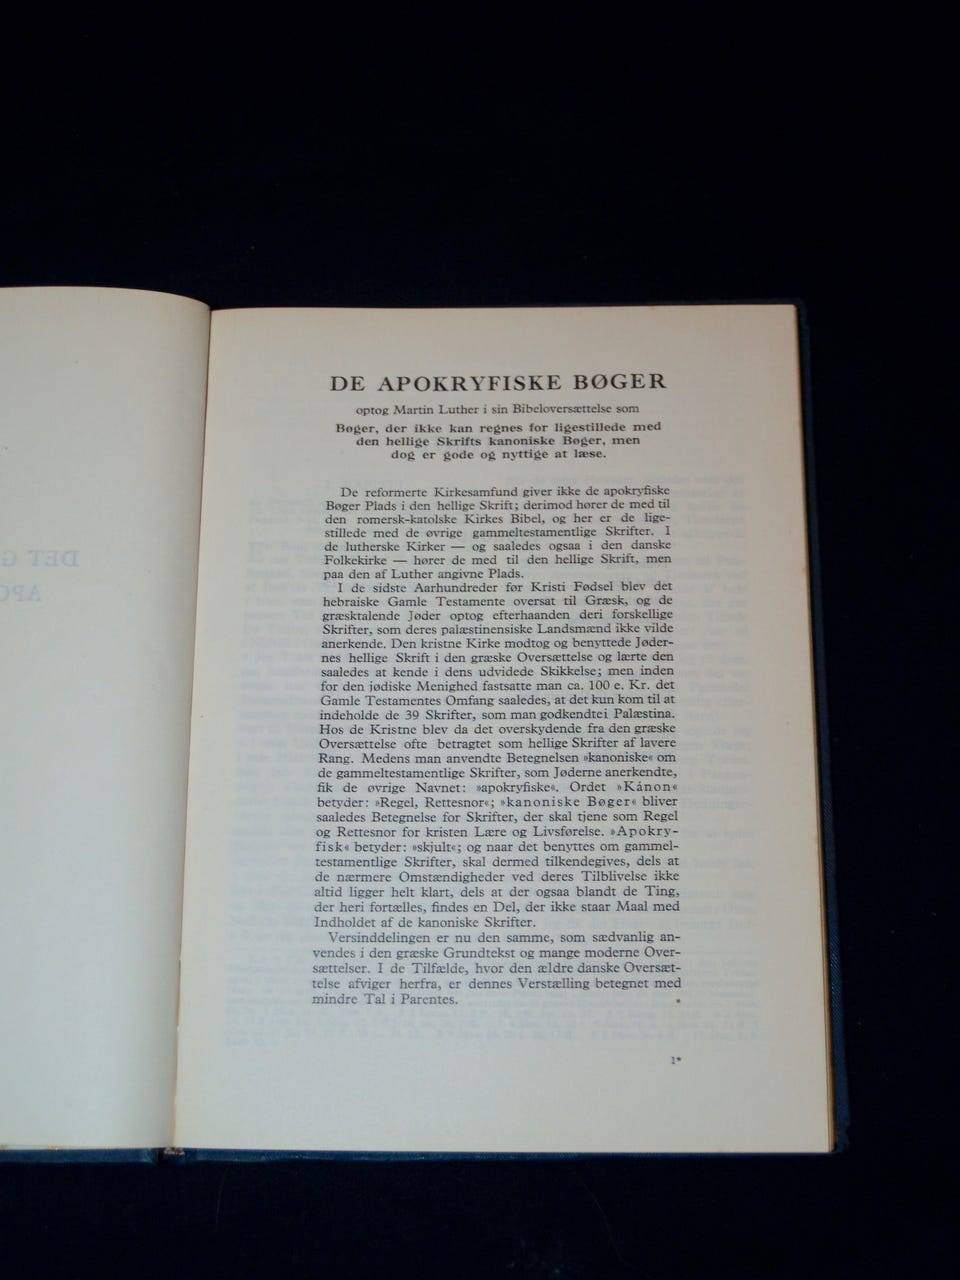 DE APOKRYFISKE BØGER
optog Martin Luther i sin Bibeloversættelse som
Bøger, der ikke kan regnes for ligestillede med
den hellige Skrifts kanoniske Bøger, men
dog er gode og nyttige at læse.
De reformerte Kirkesamfund giver ikke de apokryfiske
Bøger Plads i den hellige Skrift; derimod hører de med til
den romersk-katolske Kirkes Bibel, og her er de lige-
stillede med de øvrige gammeltestamentlige Skrifter. I
de lutherske Kirker — og saaledes ogsaa i den danske
Folkekirke — hører de med til den hellige Skrift, men
paa den af Luther angivne Plads.
I de sidste Aarhundreder før Kristi Fødsel blev det
hebraiske Gamle Testamente oversat til Græsk, og de
græsktalende Jøder optog efterhaanden deri forskellige
Skrifter, som deres palæstinensiske Landsmænd ikke vilde
anerkende. Den kristne Kirke modtog og benyttede Jøder-
nes hellige Skrift i den græske Oversættelse og lærte den
saaledes at kende i dens udvidede Skikkelse; men inden
for den jødiske Menighed fastsatte man ca. 100 e. Kr. det
Gamle Testamentes Omfang saaledes, at det kun kom til at
indeholde de 39 Skrifter, som man godkendte i Palæstina.
Hos de Kristne blev da det overskydende fra den græske
Oversættelse ofte betragtet som hellige Skrifter af lavere
Rang. Medens man anvendte Betegnelsen »kanoniske« om
de gammeltestamentlige Skrifter, som Jøderne anerkendte,
fik de øvrige Navnet: »apokryfiske«. Ordet »Kánon«
betyder: »Regel, Rettesnor«; »kanoniske Bøger« bliver
saaledes Betegnelse for Skrifter, der skal tjene som Regel
og Rettesnor for kristen Lære og Livsførelse. »Apokry-
fisk« betyder: »skjult«; og naar det benyttes om gammel-
testamentlige Skrifter, skal dermed tilkendegives, dels at
de nærmere Omstændigheder ved deres Tilblivelse ikke
altid ligger helt klart, dels at der ogsaa blandt de Ting,
der heri fortælles, findes en Del, der ikke staar Maal med
Indholdet af de kanoniske Skrifter.
Versinddelingen er nu den samme, som sædvanlig an-
vendes i den græske Grundtekst og mange moderne Over-
sættelser. I de Tilfælde, hvor den ældre danske Oversæt-
telse afviger herfra, er dennes Verstælling betegnet med
mindre Tal i Parentes.
1*